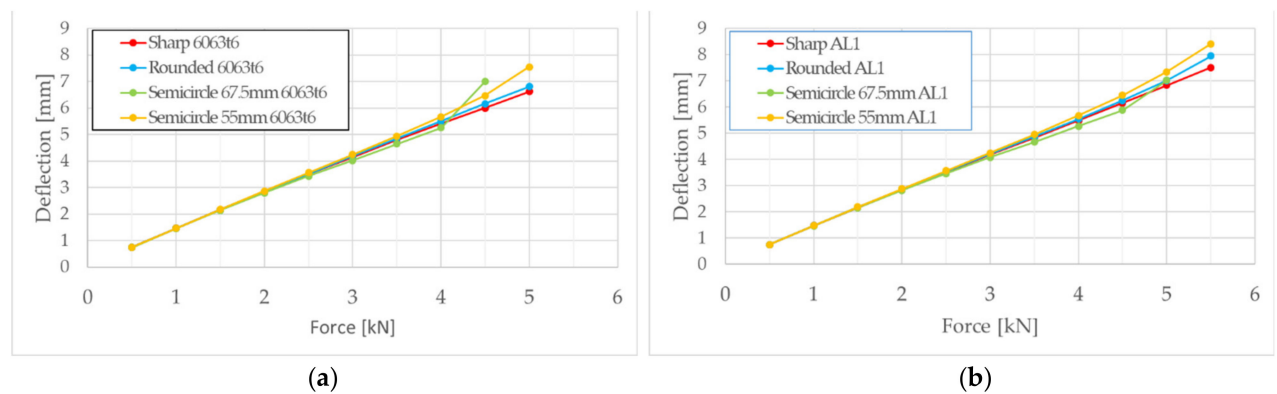 9
8
7
6
5
4
3
2
1
0
Deflection [mm]
Sharp 6063t6
Rounded 6063t6
Semicircle 67.5mm 6063t6
Semicircle 55mm 6063t6
0 1 2 3 4 5 6
Force [kN]
(a)
9
8
7
6
5
4
3
2
1
0
Deflection [mm]
Sharp AL1
Rounded AL1
Semicircle 67.5mm AL1
Semicircle 55mm AL1
0 1 2 3 4 5 6
Force [kN]
(b)